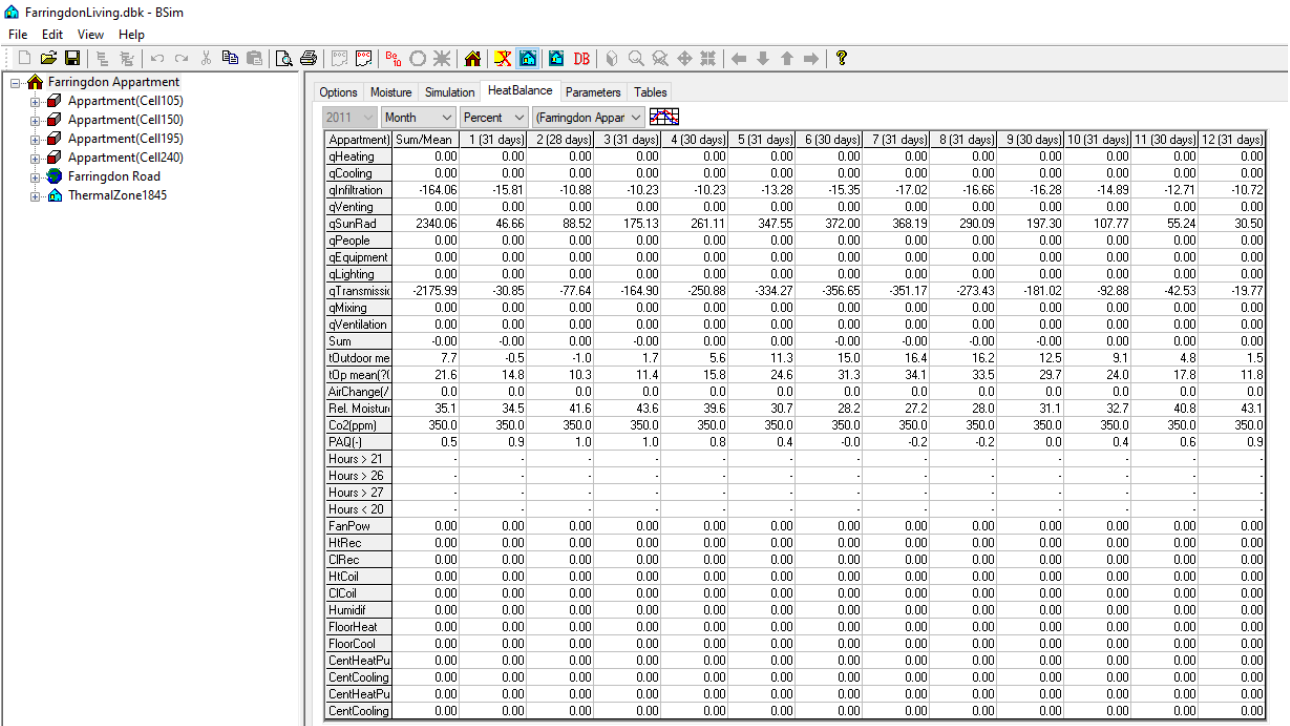 FarringdonLiving.dbk - BSim
File Edit View Help
Farringdon Appartment
Appartment(Cell105)
Appartment(Cell150)
Appartment(Cell195)
Appartment(Cell240)
Farringdon Road
ThermalZone1845
Options Moisture Simulation HeatBalance Parameters Tables
2011 Month Percent (Farringdon Appar
Appartment) Sum/Mean 1 (31 days) 2 (28 days) 3 (31 days) 4 (30 days) 5 (31 days) 6 (30 days) 7 (31 days) 8 (31 days) 9 (30 days) 10 (31 days) 11 (30 days) 12 (31 days)
qHeating 0.00 0.00 0.00 0.00 0.00 0.00 0.00 0.00 0.00 0.00 0.00 0.00 0.00
qCooling 0.00 0.00 0.00 0.00 0.00 0.00 0.00 0.00 0.00 0.00 0.00 0.00 0.00
qInfiltration -164.06 -15.81 -10.88 -10.23 -10.23 -13.28 -15.35 -17.02 -16.66 -16.28 -14.89 -12.71 -10.72
qVenting 0.00 0.00 0.00 0.00 0.00 0.00 0.00 0.00 0.00 0.00 0.00 0.00 0.00
qSunRad 2340.06 46.66 88.52 175.13 261.11 347.55 372.00 368.19 290.09 197.30 107.77 55.24 30.50
qPeople 0.00 0.00 0.00 0.00 0.00 0.00 0.00 0.00 0.00 0.00 0.00 0.00 0.00
qEquipment 0.00 0.00 0.00 0.00 0.00 0.00 0.00 0.00 0.00 0.00 0.00 0.00 0.00
qLighting 0.00 0.00 0.00 0.00 0.00 0.00 0.00 0.00 0.00 0.00 0.00 0.00 0.00
qTransmissic -2175.99 -30.85 -77.64 -164.90 -250.88 -334.27 -356.65 -351.17 -273.43 -181.02 -92.88 -42.53 -19.77
qMixing 0.00 0.00 0.00 0.00 0.00 0.00 0.00 0.00 0.00 0.00 0.00 0.00 0.00
qVentilation 0.00 0.00 0.00 0.00 0.00 0.00 0.00 0.00 0.00 0.00 0.00 0.00 0.00
Sum -0.00 -0.00 0.00 -0.00 0.00 0.00 -0.00 0.00 -0.00 -0.00 0.00 0.00 0.00
tOutdoor me 7.7 -0.5 -1.0 1.7 5.6 11.3 15.0 16.4 16.2 12.5 9.1 4.8 1.5
tOp mean(?( 21.6 14.8 10.3 11.4 15.8 24.6 31.3 34.1 33.5 29.7 24.0 17.8 11.8
AirChange(/ 0.0 0.0 0.0 0.0 0.0 0.0 0.0 0.0 0.0 0.0 0.0 0.0 0.0
Rel. Moistur 35.1 34.5 41.6 43.6 39.6 30.7 28.2 27.2 28.0 31.1 32.7 40.8 43.1
Co2(ppm) 350.0 350.0 350.0 350.0 350.0 350.0 350.0 350.0 350.0 350.0 350.0 350.0 350.0
PAQ(-) 0.5 0.9 1.0 1.0 0.8 0.4 -0.0 -0.2 -0.2 0.0 0.4 0.6 0.9
Hours > 21 - - - - - - - - - - - - -
Hours > 26 - - - - - - - - - - - - -
Hours > 27 - - - - - - - - - - - - -
Hours < 20 - - - - - - - - - - - - -
FanPow 0.00 0.00 0.00 0.00 0.00 0.00 0.00 0.00 0.00 0.00 0.00 0.00 0.00
HtRec 0.00 0.00 0.00 0.00 0.00 0.00 0.00 0.00 0.00 0.00 0.00 0.00 0.00
ClRec 0.00 0.00 0.00 0.00 0.00 0.00 0.00 0.00 0.00 0.00 0.00 0.00 0.00
HtCoil 0.00 0.00 0.00 0.00 0.00 0.00 0.00 0.00 0.00 0.00 0.00 0.00 0.00
ClCoil 0.00 0.00 0.00 0.00 0.00 0.00 0.00 0.00 0.00 0.00 0.00 0.00 0.00
Humidif 0.00 0.00 0.00 0.00 0.00 0.00 0.00 0.00 0.00 0.00 0.00 0.00 0.00
FloorHeat 0.00 0.00 0.00 0.00 0.00 0.00 0.00 0.00 0.00 0.00 0.00 0.00 0.00
FloorCool 0.00 0.00 0.00 0.00 0.00 0.00 0.00 0.00 0.00 0.00 0.00 0.00 0.00
CentHeatPu 0.00 0.00 0.00 0.00 0.00 0.00 0.00 0.00 0.00 0.00 0.00 0.00 0.00
CentCooling 0.00 0.00 0.00 0.00 0.00 0.00 0.00 0.00 0.00 0.00 0.00 0.00 0.00
CentHeatPu 0.00 0.00 0.00 0.00 0.00 0.00 0.00 0.00 0.00 0.00 0.00 0.00 0.00
CentCooling 0.00 0.00 0.00 0.00 0.00 0.00 0.00 0.00 0.00 0.00 0.00 0.00 0.00